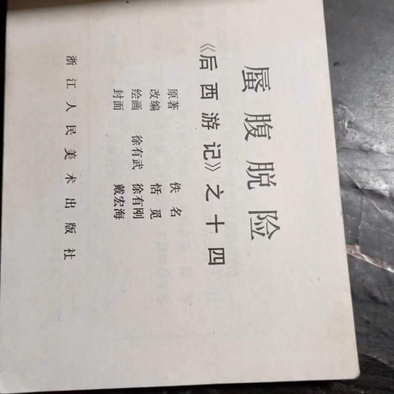 蜃腹脱险
《后西游记》之十四
原著 佚名
改编 恬觅
绘画 徐有武 徐有刚
封面 戴宏海
浙江人民美术出版社